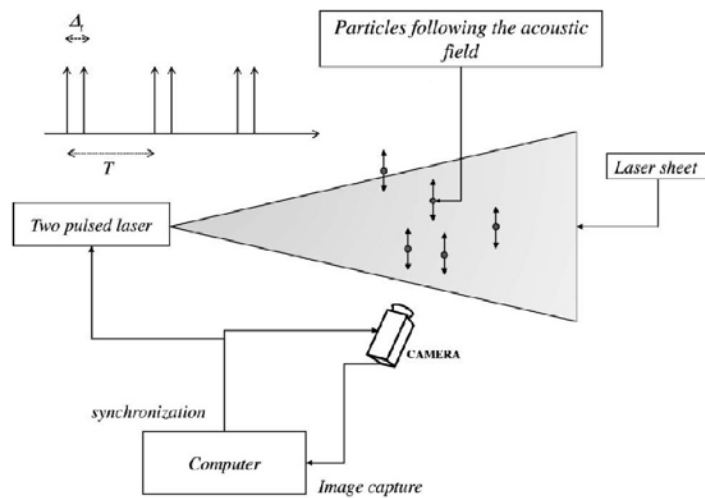 Δt
T
Particles following the acoustic
field
Laser sheet
Two pulsed laser
CAMERA
synchronization
Computer
Image capture